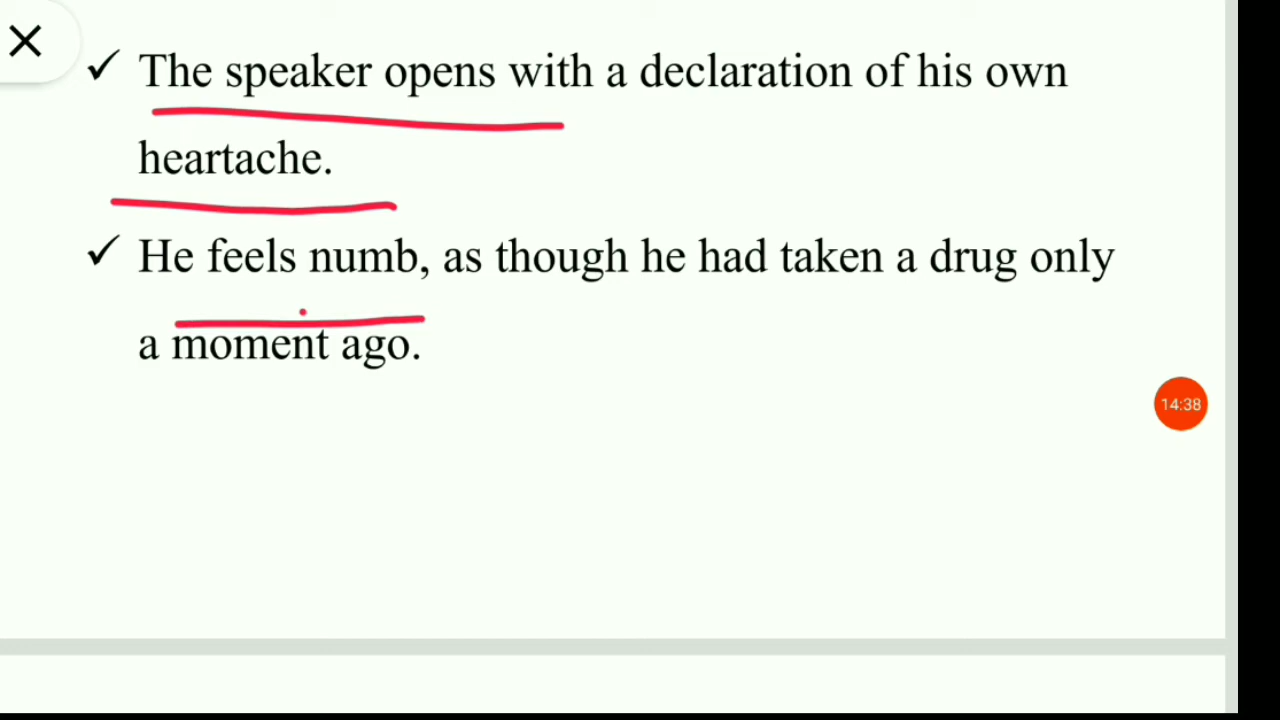 ✓ The speaker opens with a declaration of his own
heartache.
✓ He feels numb, as though he had taken a drug only
a moment ago.
14:38